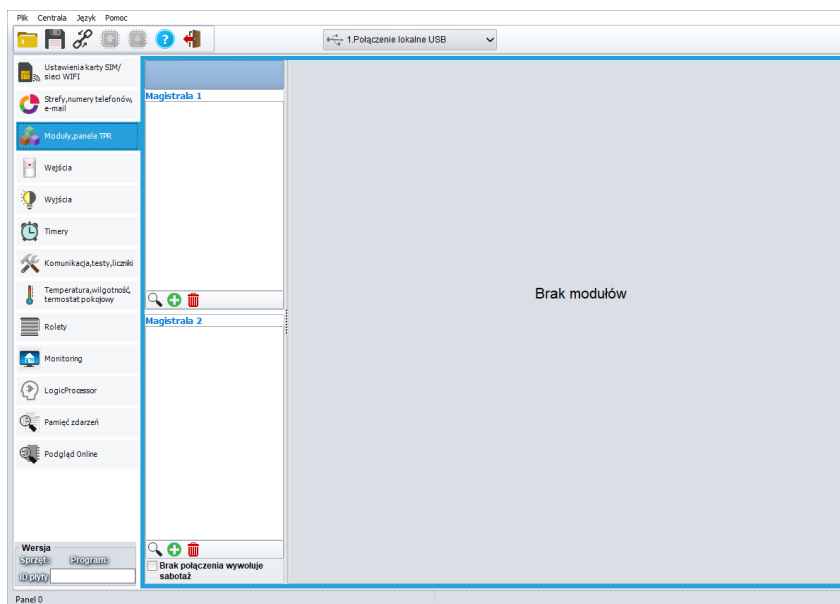 Plik Centrala Język Pomoc
1.Połączenie lokalne USB
Ustawienia karty SIM/
sieci WIFI
Strefy,numery telefonów,
e-mail
Moduły,panele TPR
Wejścia
Wyjścia
Timery
Komunikacja,testy,liczniki
Temperatura,wilgotność,
termostat pokojowy
Rolety
Monitoring
LogicProcessor
Pamięć zdarzeń
Podgląd Online
Wersja
Sprzęt: Program:
ID płyty
Panel 0
Magistrala 1
Magistrala 2
Brak połączenia wywołuje
sabotaż
Brak modułów